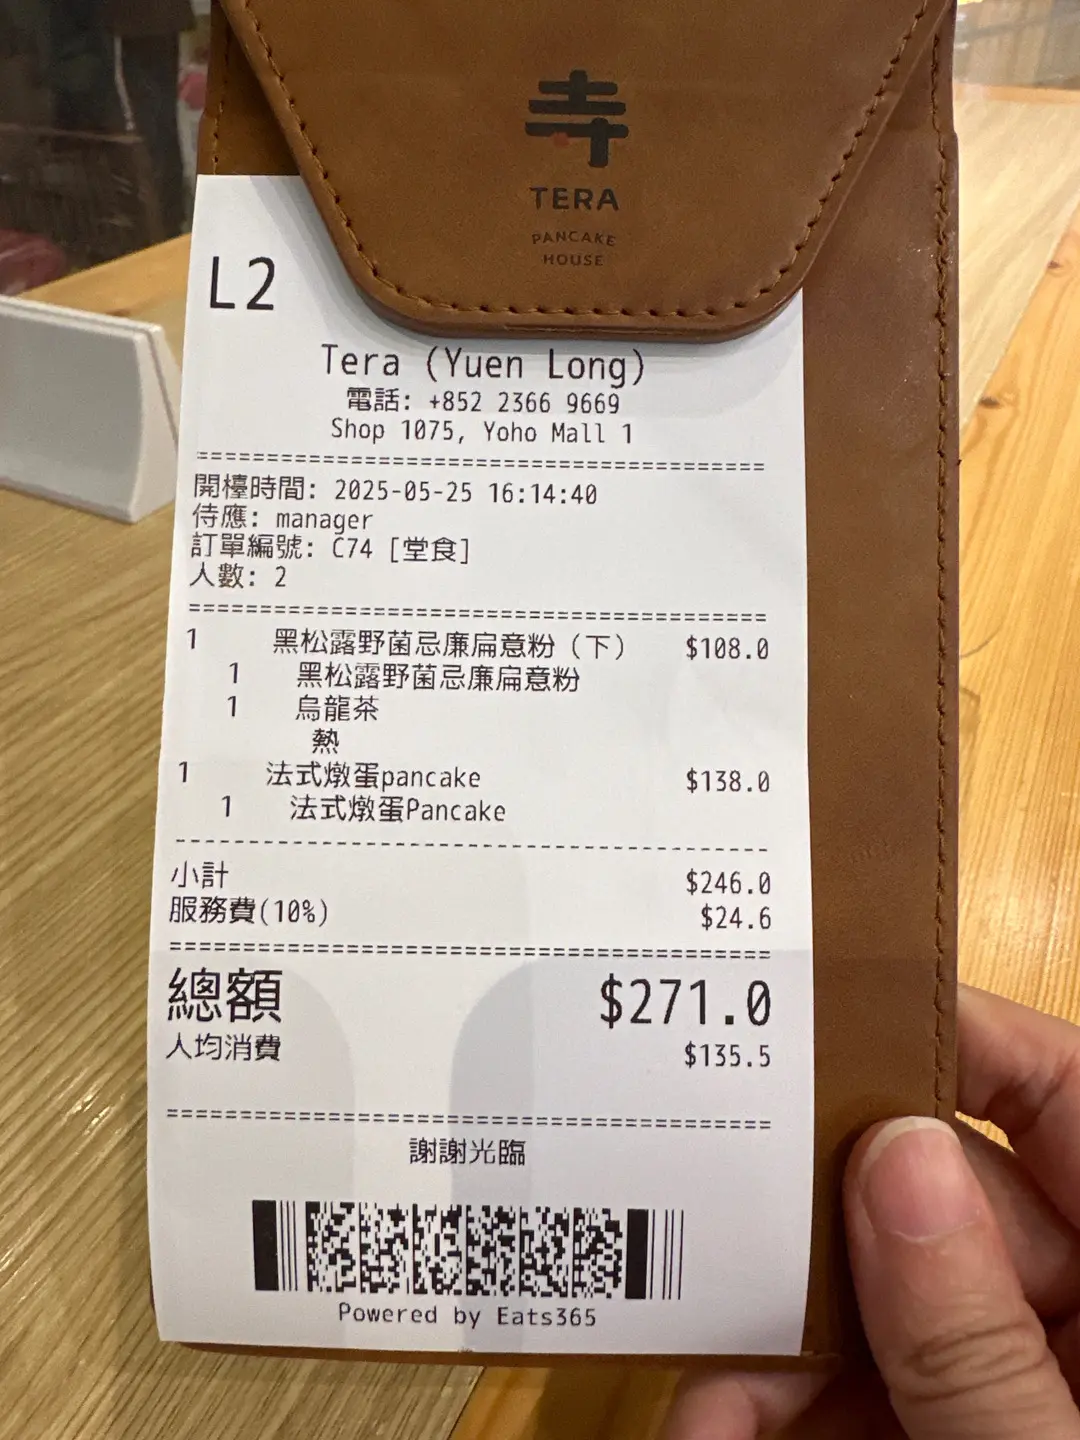 寺
TERA
PANCAKE
HOUSE
L2
Tera (Yuen Long)
電話: +852 2366 9669
Shop 1075, Yoho Mall 1
開檯時間: 2025-05-25 16:14:40
侍應: manager
訂單編號: C74 [堂食]
人數: 2
1 黑松露野菌忌廉扁意粉（下） $108.0
1 黑松露野菌忌廉扁意粉
1 烏龍茶
熱
1 法式燉蛋pancake $138.0
1 法式燉蛋Pancake
小計 $246.0
服務費(10%) $24.6
總額 $271.0
人均消費 $135.5
謝謝光臨
Powered by Eats365